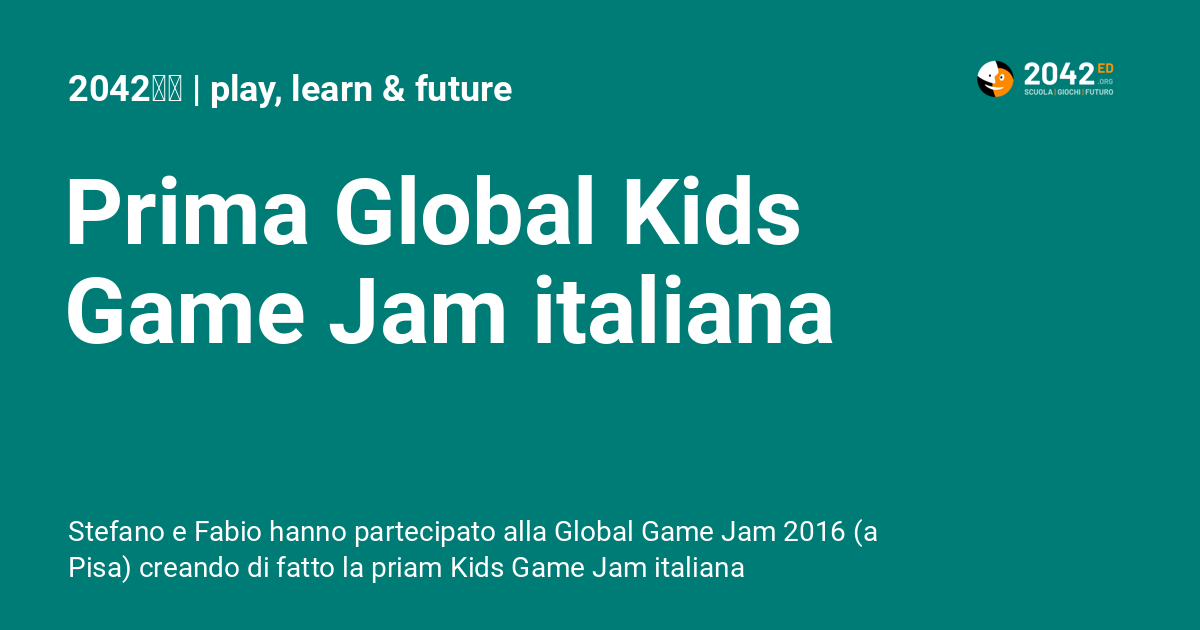 2042 | play, learn & future
2042 ED
.ORG
SCUOLA | GIOCHI | FUTURO
Prima Global Kids
Game Jam italiana
Stefano e Fabio hanno partecipato alla Global Game Jam 2016 (a
Pisa) creando di fatto la priam Kids Game Jam italiana